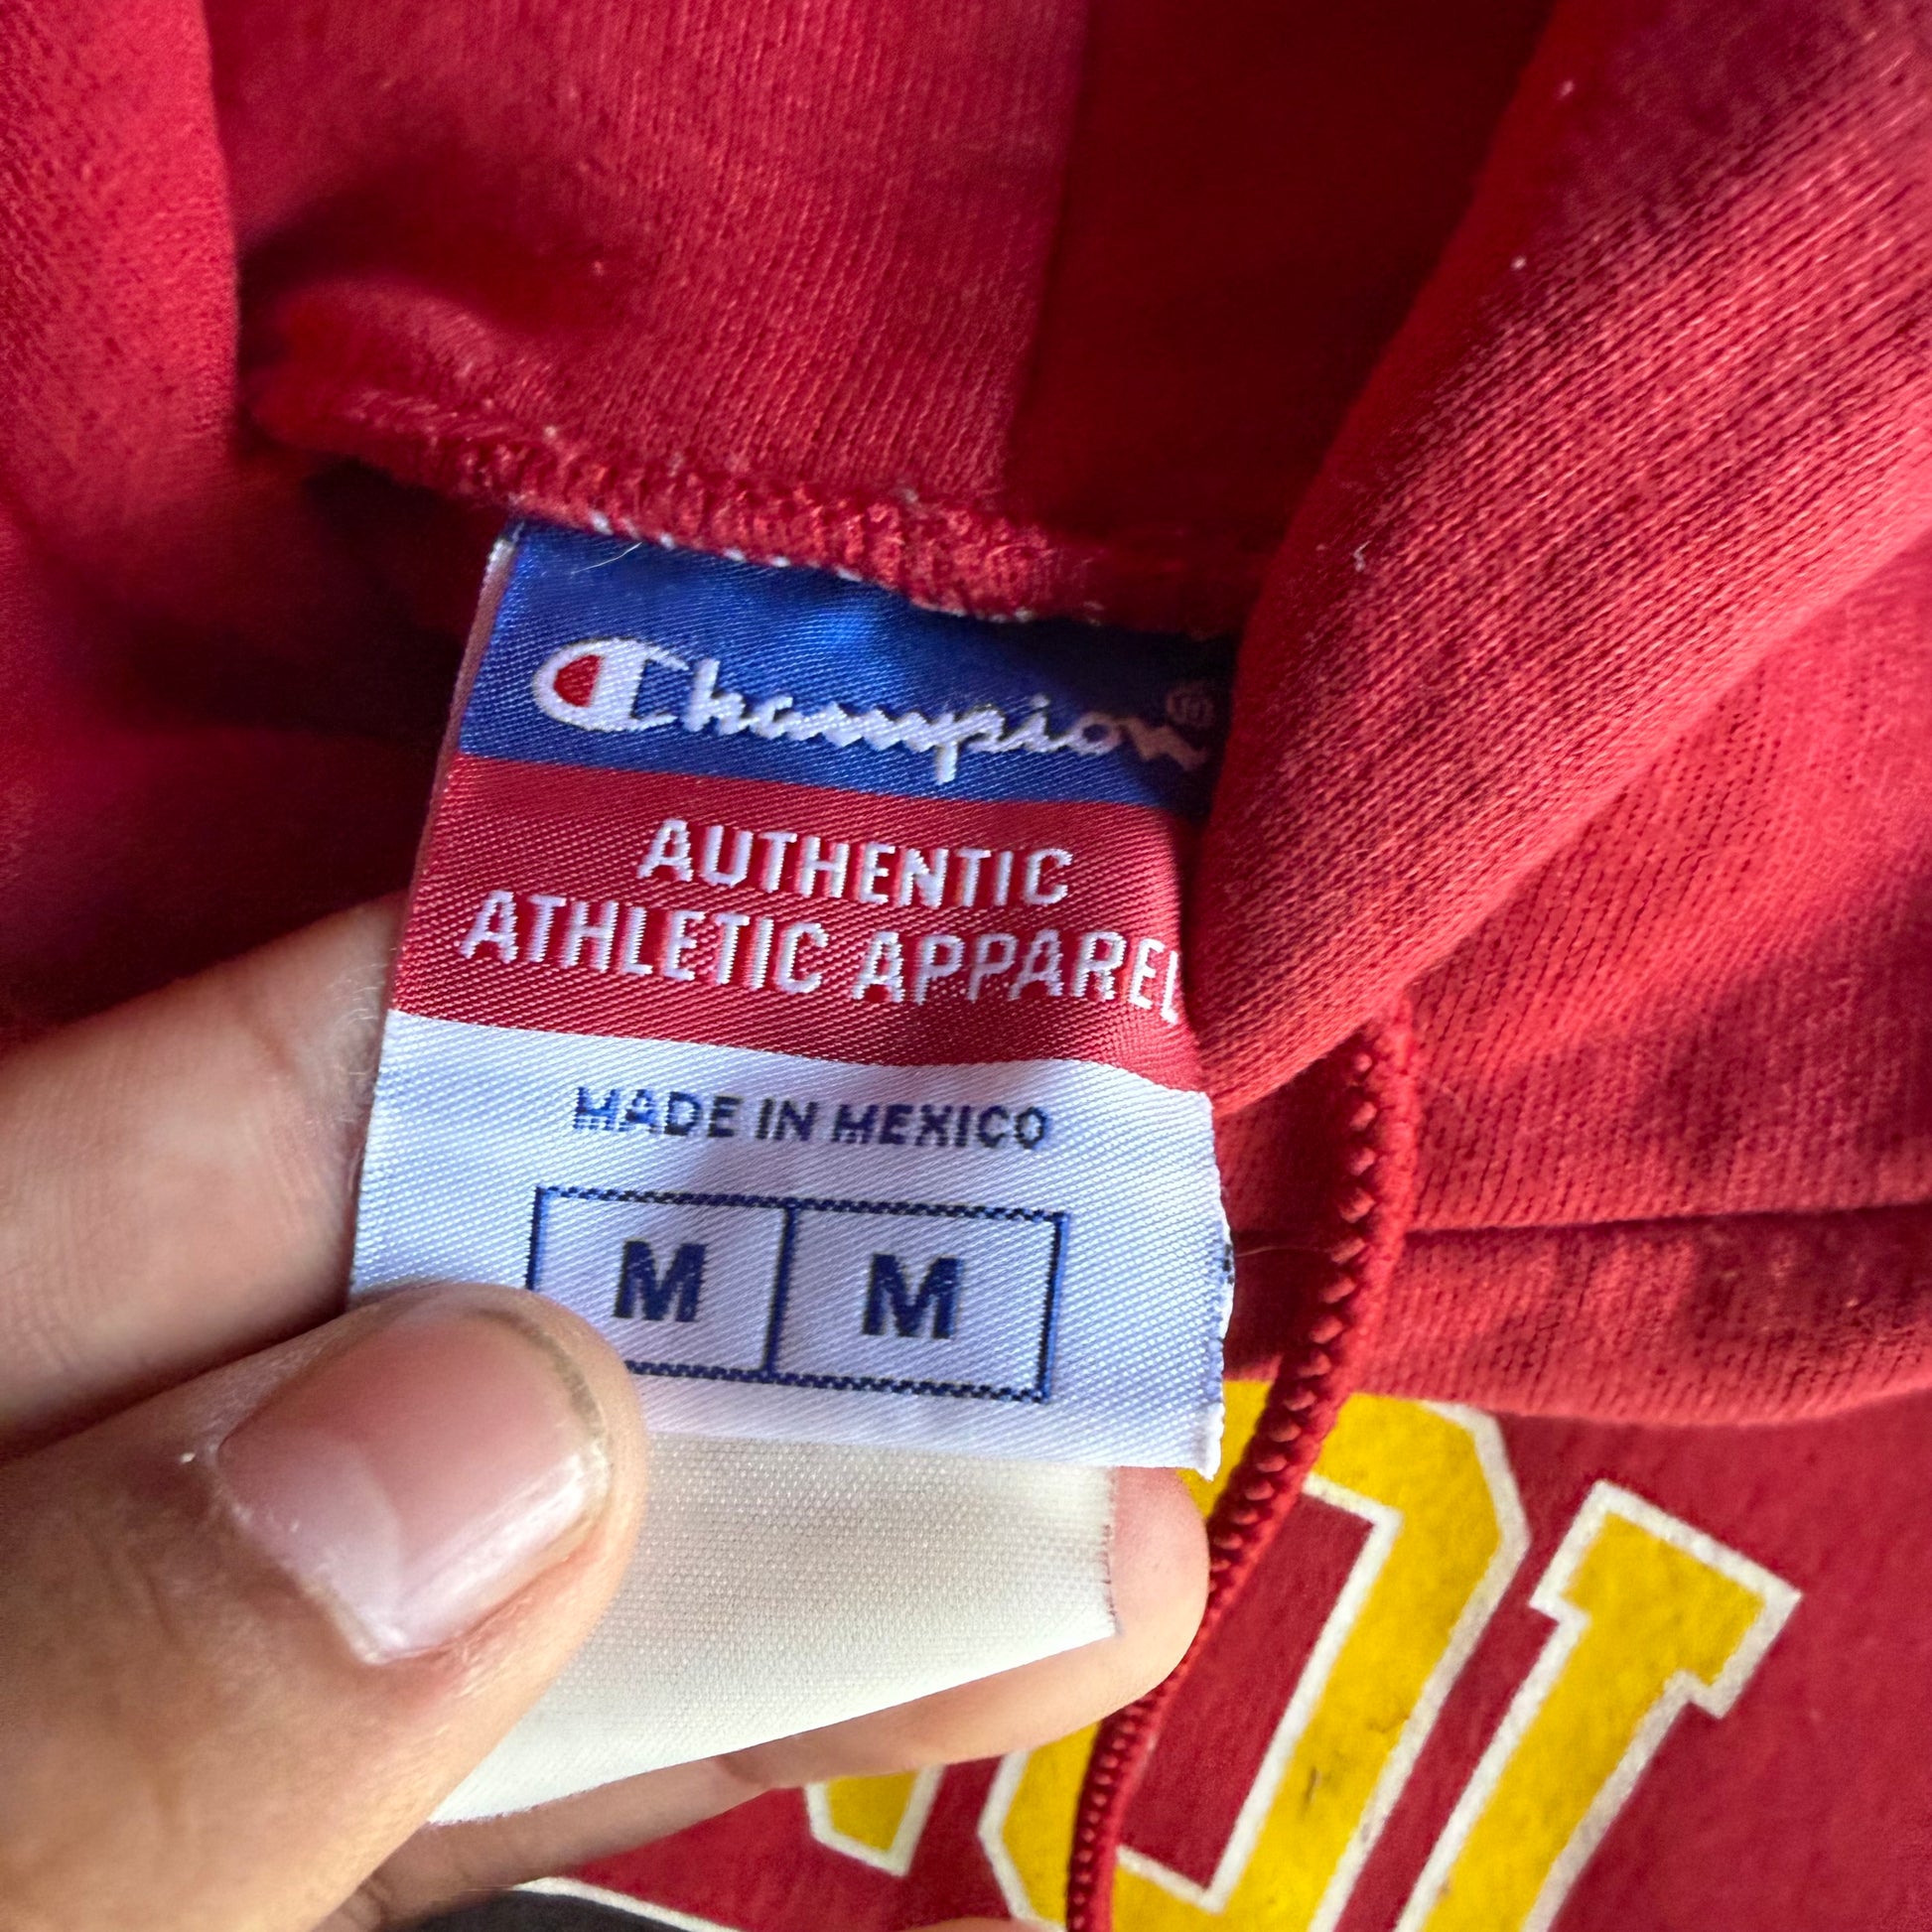 Champion®
AUTHENTIC
ATHLETIC APPAREL
MADE IN MEXICO
M M